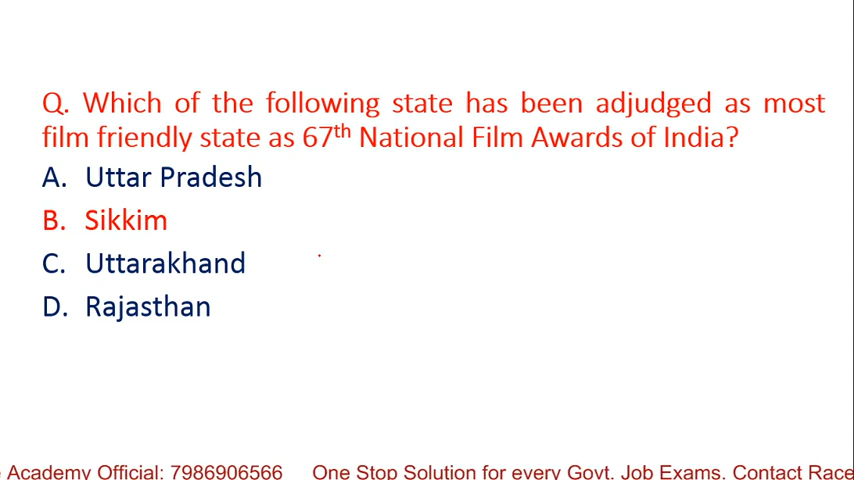 Q. Which of the following state has been adjudged as most
film friendly state as 67th National Film Awards of India?
A. Uttar Pradesh
B. Sikkim
C. Uttarakhand
D. Rajasthan
Academy Official: 7986906566 One Stop Solution for every Govt. Job Exams. Contact Race